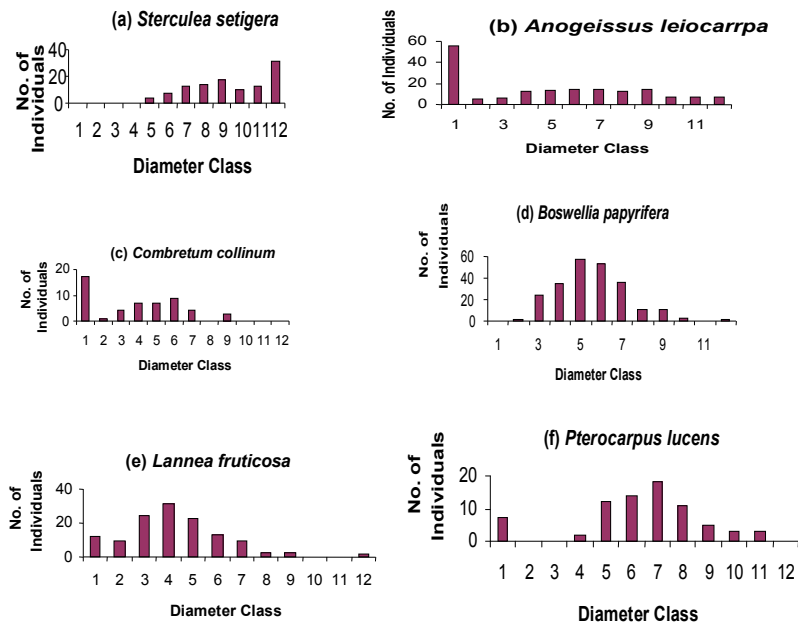 (a) Sterculea setigera
No. of
Individuals
40
20
0
1 2 3 4 5 6 7 8 9 10 11 12
Diameter Class
(b) Anogeissus leiocarrpa
No. of Individuals
60
40
20
0
1 3 5 7 9 11
Diameter Class
(c) Combretum collinum
No. of
Individuals
20
10
0
1 2 3 4 5 6 7 8 9 10 11 12
Diameter Class
(d) Boswellia papyrifera
No. of
Individuals
60
40
20
0
1 3 5 7 9 11
Diameter Class
(e) Lannea fruticosa
No. of
Individuals
40
20
0
1 2 3 4 5 6 7 8 9 10 11 12
Diameter Class
(f) Pterocarpus lucens
No. of
Individuals
20
10
0
1 2 3 4 5 6 7 8 9 10 11 12
Diameter Class